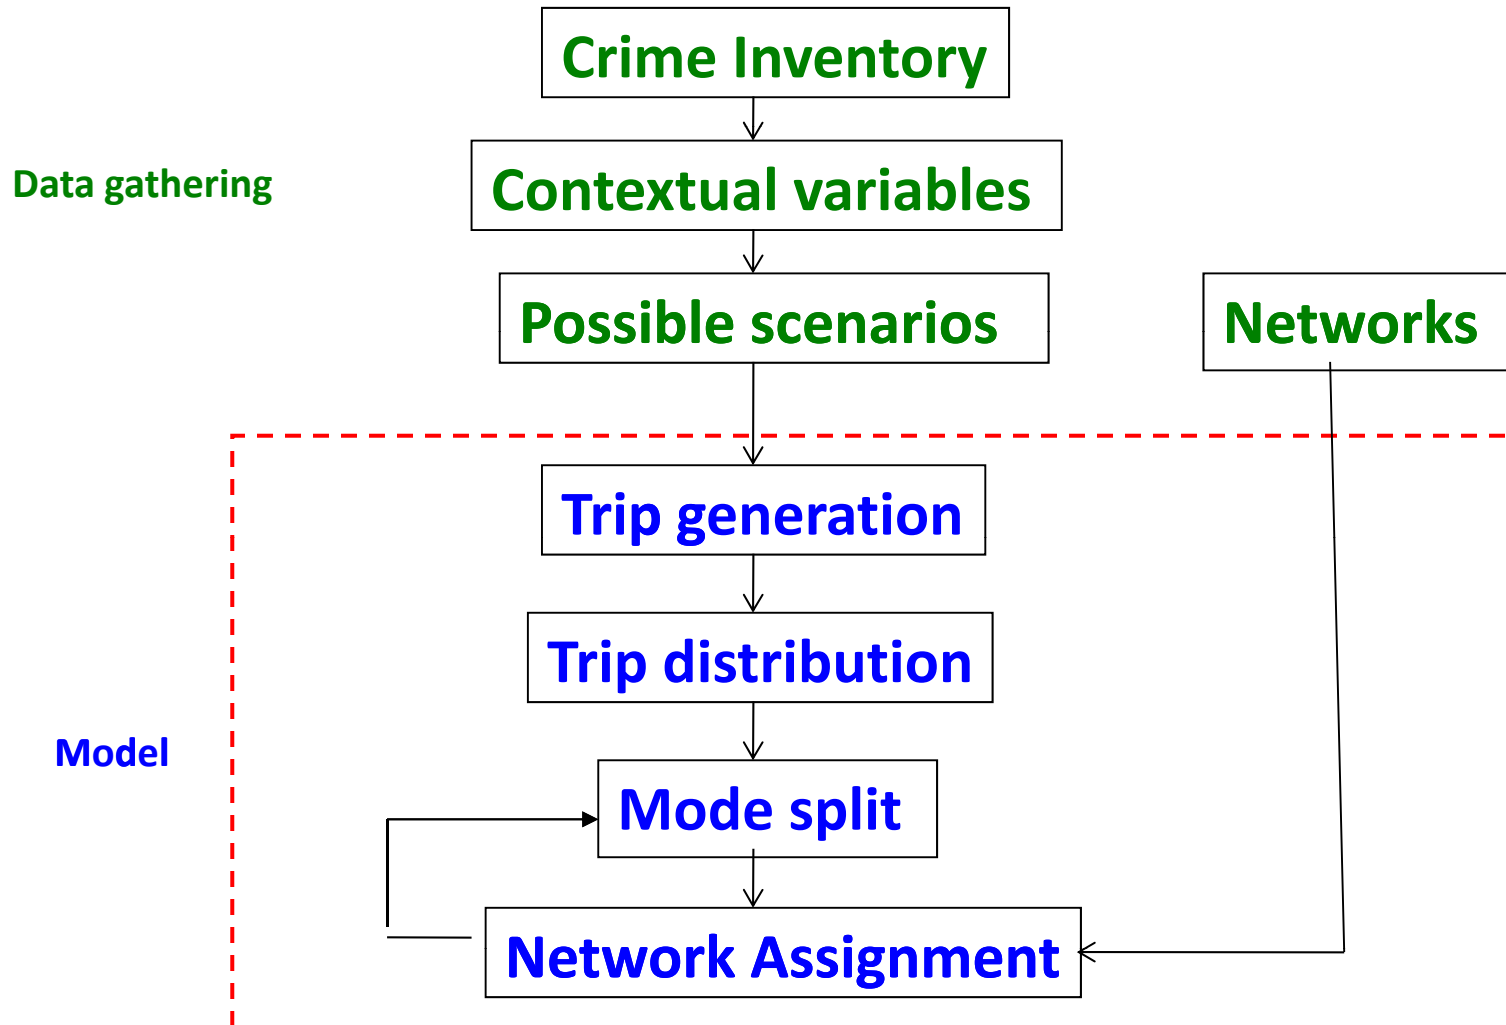 Crime Inventory
Data gathering
Contextual variables
Possible scenarios
Networks
Trip generation
Trip distribution
Model
Mode split
Network Assignment